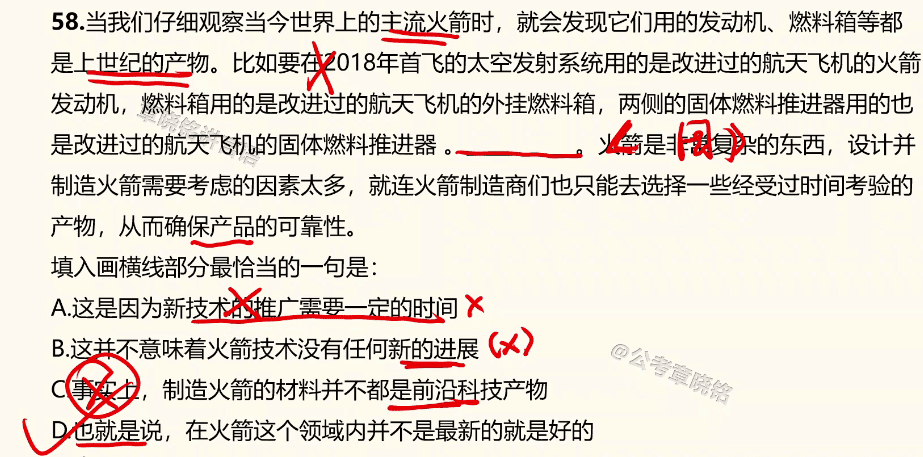 58.当我们仔细观察当今世界上的主流火箭时，就会发现它们用的发动机、燃料箱等都
是上世纪的产物。比如要在2018年首飞的太空发射系统用的是改进过的航天飞机的火箭
发动机，燃料箱用的是改进过的航天飞机的外挂燃料箱，两侧的固体燃料推进器用的也
是改进过的航天飞机的固体燃料推进器 。________。火箭是非常复杂的东西，设计并
制造火箭需要考虑的因素太多，就连火箭制造商们也只能去选择一些经受过时间考验的
产物，从而确保产品的可靠性。
填入画横线部分最恰当的一句是：
A.这是因为新技术的推广需要一定的时间
B.这并不意味着火箭技术没有任何新的进展
C.事实上，制造火箭的材料并不都是前沿科技产物
@公考章晓铭
D.也就是说，在火箭这个领域内并不是最新的就是好的